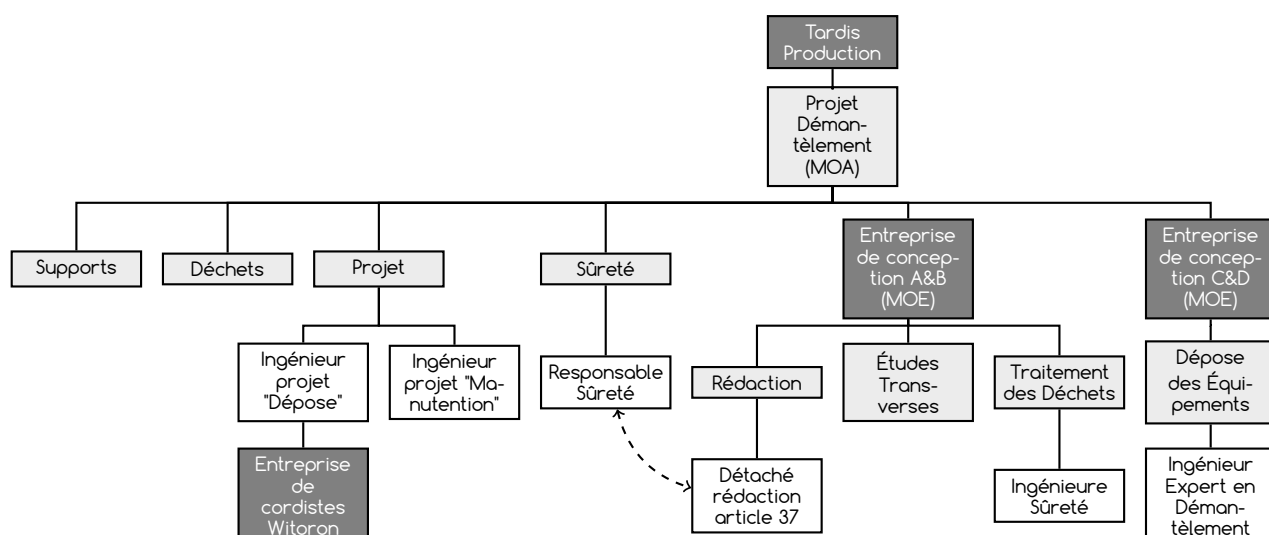 Tardis
Production
Projet
Déman-
tèlement
(MOA)
Supports
Déchets
Projet
Sûreté
Entreprise
de concep-
tion A&B
(MOE)
Entreprise
de concep-
tion C&D
(MOE)
Ingénieur
projet
"Dépose"
Ingénieur
projet "Ma-
nutention"
Responsable
Sûreté
Rédaction
Études
Trans-
verses
Traitement
des Déchets
Dépose
des Équi-
pements
Entreprise
de
cordistes
Witoron
Détaché
rédaction
article 37
Ingénieure
Sûreté
Ingénieur
Expert en
Déman-
tèlement